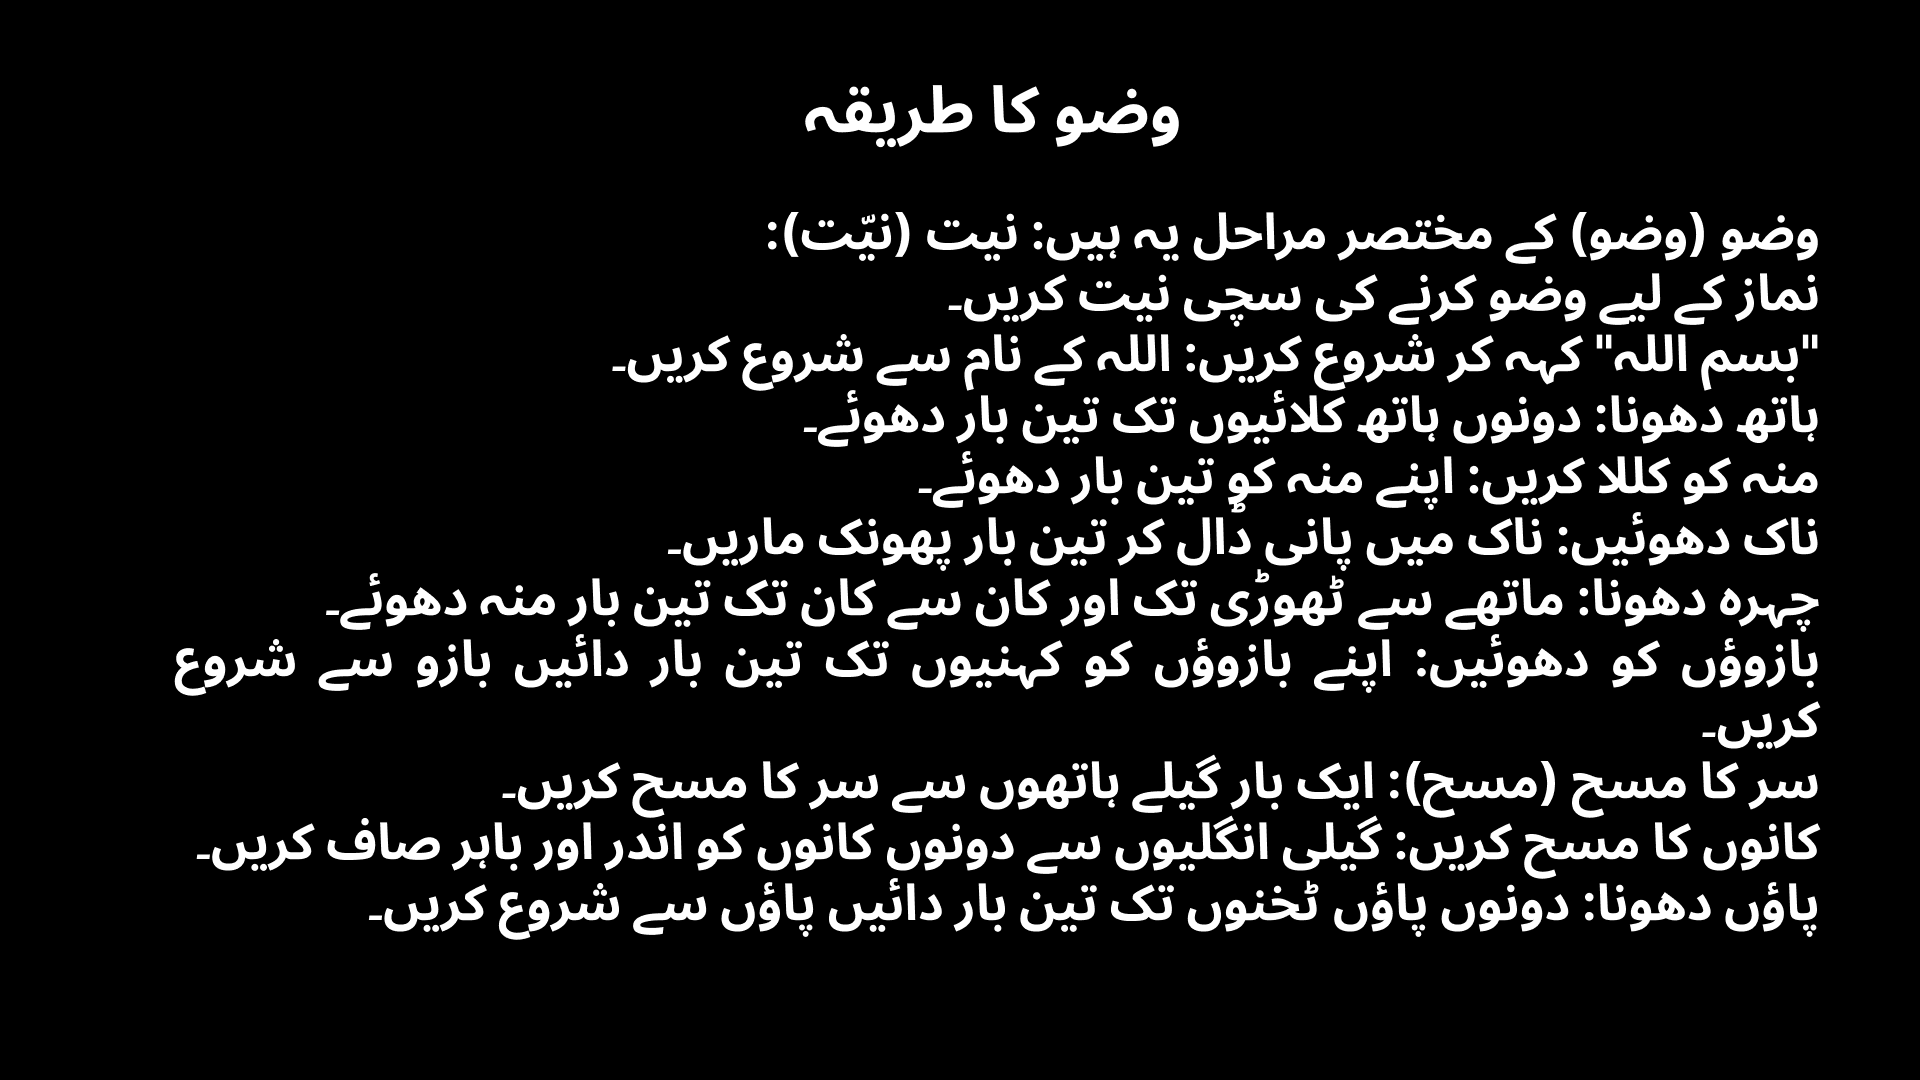 وضو کا طریقہ
وضو (وضو) کے مختصر مراحل یہ ہیں: نیت (نیّت):
نماز کے لیے وضو کرنے کی سچی نیت کریں۔
"بسم اللہ" کہہ کر شروع کریں: اللہ کے نام سے شروع کریں۔
ہاتھ دھونا: دونوں ہاتھ کلائیوں تک تین بار دھوئے۔
منہ کو کللا کریں: اپنے منہ کو تین بار دھوئے۔
ناک دھوئیں: ناک میں پانی ڈال کر تین بار پھونک ماریں۔
چہرہ دھونا: ماتھے سے ٹھوڑی تک اور کان سے کان تک تین بار منہ دھوئے۔
بازوؤں کو دھوئیں: اپنے بازوؤں کو کہنیوں تک تین بار دائیں بازو سے شروع
کریں۔
سر کا مسح (مسح): ایک بار گیلے ہاتھوں سے سر کا مسح کریں۔
کانوں کا مسح کریں: گیلی انگلیوں سے دونوں کانوں کو اندر اور باہر صاف کریں۔
پاؤں دھونا: دونوں پاؤں ٹخنوں تک تین بار دائیں پاؤں سے شروع کریں۔